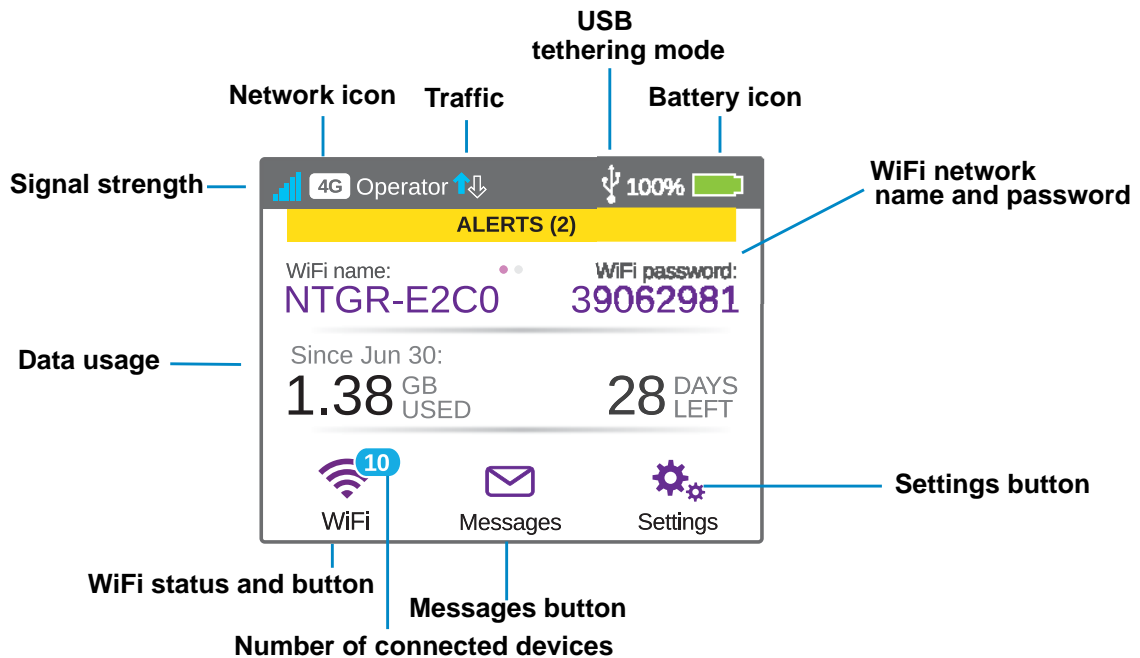 USB
tethering mode
Network icon
Traffic
Battery icon
Signal strength
4G Operator
100%
WiFi network
name and password
ALERTS (2)
WiFi name:
WiFi password:
NTGR-E2C0
39062981
Data usage
Since Jun 30:
1.38 GB USED
28 DAYS LEFT
10
WiFi
Messages
Settings
Settings button
WiFi status and button
Messages button
Number of connected devices